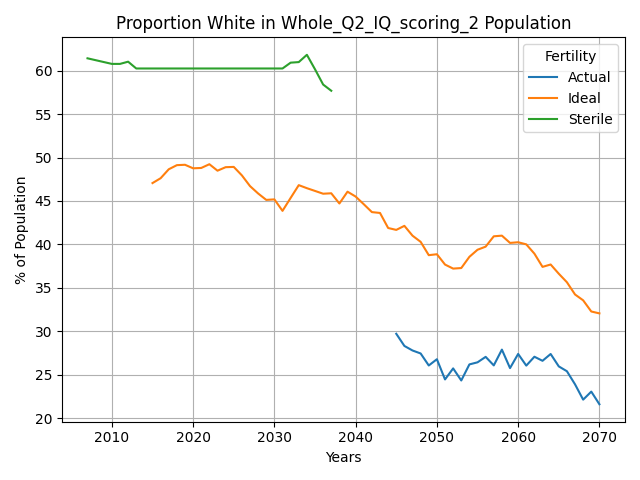 Proportion White in Whole_Q2_IQ_scoring_2 Population
Fertility
Actual
Ideal
Sterile
% of Population
60
55
50
45
40
35
30
25
20
2010 2020 2030 2040 2050 2060 2070
Years